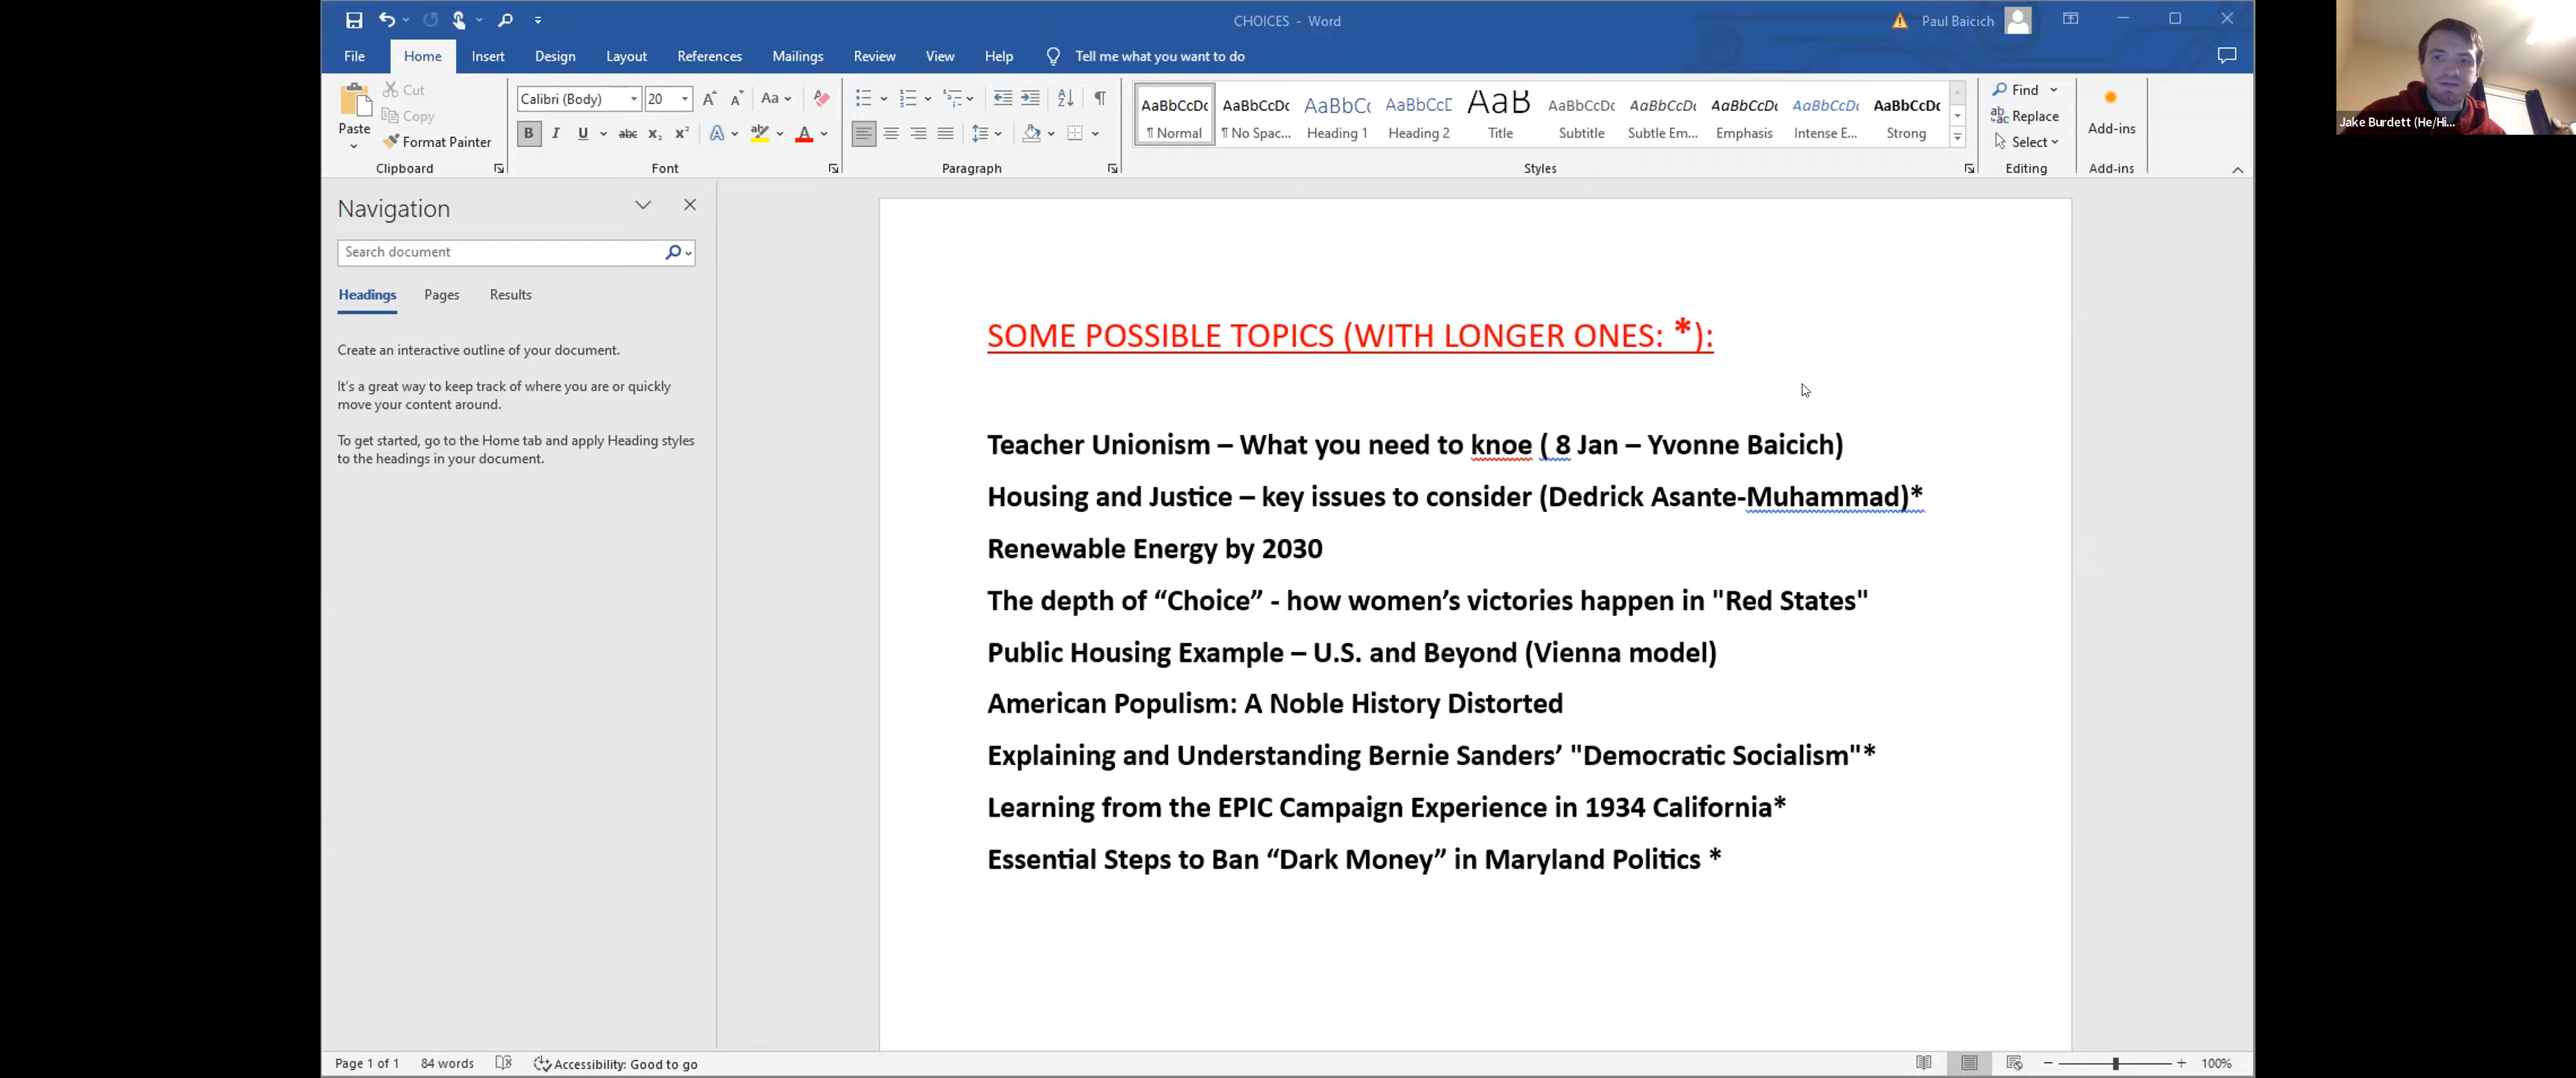 CHOICES - Word
Paul Baicich
File Home Insert Design Layout References Mailings Review View Help Tell me what you want to do
Jake Burdett (He/Hi...
Paste
Cut
Copy
Format Painter
Clipboard
Calibri (Body) 20
Aa
B I U abc x₂ x²
Font
Paragraph
AaBbCcDc AaBbCcDc AaBbC( AaBbCcE AaB AaBbCcDc AaBbCcDc AaBbCcDc AaBbCcDc AaBbCcDc
¶ Normal ¶ No Spac... Heading 1 Heading 2 Title Subtitle Subtle Em... Emphasis Intense E... Strong
Styles
Find
Replace
Select
Editing
Add-ins
Add-ins
Navigation
Search document
Headings Pages Results
Create an interactive outline of your document.
It's a great way to keep track of where you are or quickly
move your content around.
To get started, go to the Home tab and apply Heading styles
to the headings in your document.
SOME POSSIBLE TOPICS (WITH LONGER ONES: *):
Teacher Unionism – What you need to knoe ( 8 Jan – Yvonne Baicich)
Housing and Justice – key issues to consider (Dedrick Asante-Muhammad)*
Renewable Energy by 2030
The depth of “Choice” - how women’s victories happen in "Red States"
Public Housing Example – U.S. and Beyond (Vienna model)
American Populism: A Noble History Distorted
Explaining and Understanding Bernie Sanders’ "Democratic Socialism"*
Learning from the EPIC Campaign Experience in 1934 California*
Essential Steps to Ban “Dark Money” in Maryland Politics *
Page 1 of 1 84 words Accessibility: Good to go 100%